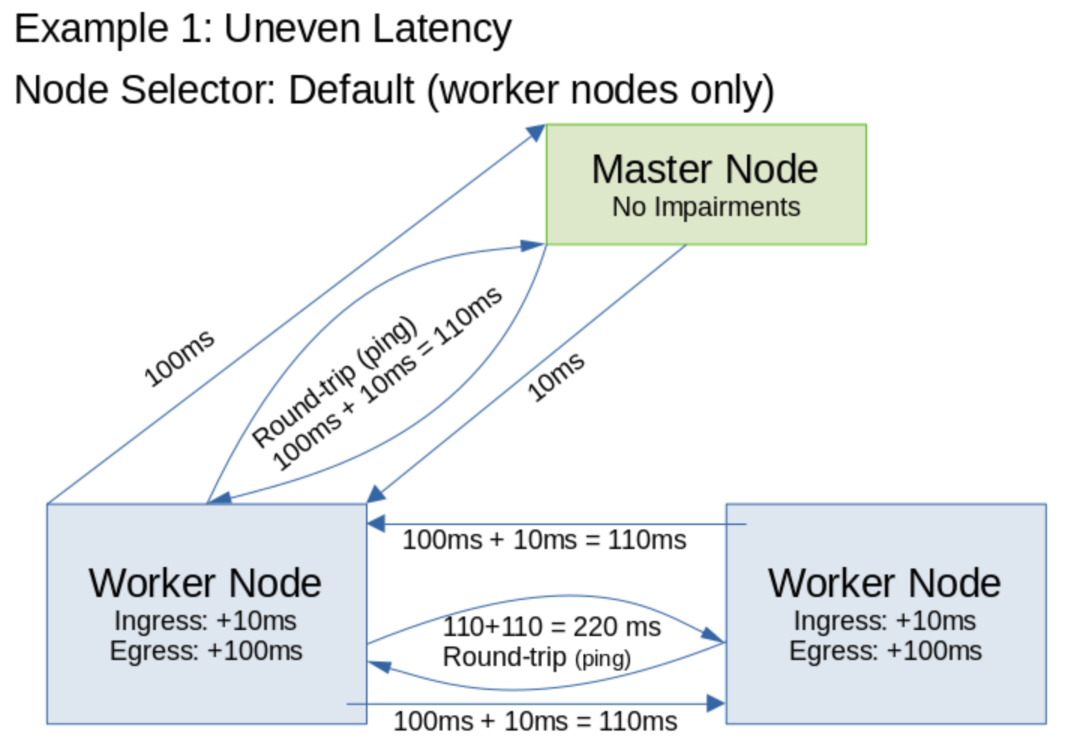 Example 1: Uneven Latency
Node Selector: Default (worker nodes only)
Master Node
No Impairments
100ms
Round-trip (ping)
100ms + 10ms = 110ms
10ms
100ms + 10ms = 110ms
Worker Node
Ingress: +10ms
Egress: +100ms
110+110 = 220 ms
Round-trip (ping)
Worker Node
Ingress: +10ms
Egress: +100ms
100ms + 10ms = 110ms